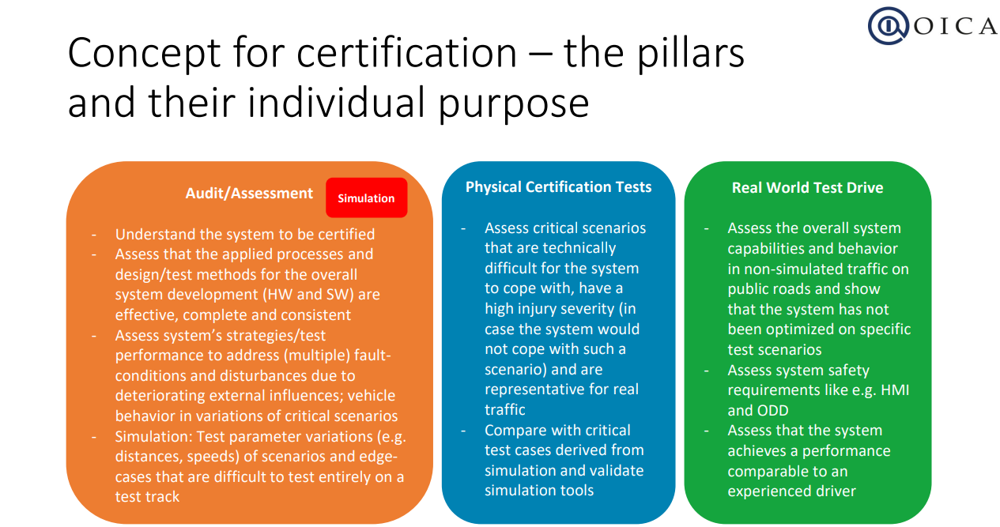 OICA
Concept for certification – the pillars
and their individual purpose
Audit/Assessment
Simulation
- Understand the system to be certified
- Assess that the applied processes and
design/test methods for the overall
system development (HW and SW) are
effective, complete and consistent
- Assess system’s strategies/test
performance to address (multiple) fault-
conditions and disturbances due to
deteriorating external influences; vehicle
behavior in variations of critical scenarios
- Simulation: Test parameter variations (e.g.
distances, speeds) of scenarios and edge-
cases that are difficult to test entirely on a
test track
Physical Certification Tests
- Assess critical scenarios
that are technically
difficult for the system
to cope with, have a
high injury severity (in
case the system would
not cope with such a
scenario) and are
representative for real
traffic
- Compare with critical
test cases derived from
simulation and validate
simulation tools
Real World Test Drive
- Assess the overall system
capabilities and behavior
in non-simulated traffic on
public roads and show
that the system has not
been optimized on specific
test scenarios
- Assess system safety
requirements like e.g. HMI
and ODD
- Assess that the system
achieves a performance
comparable to an
experienced driver